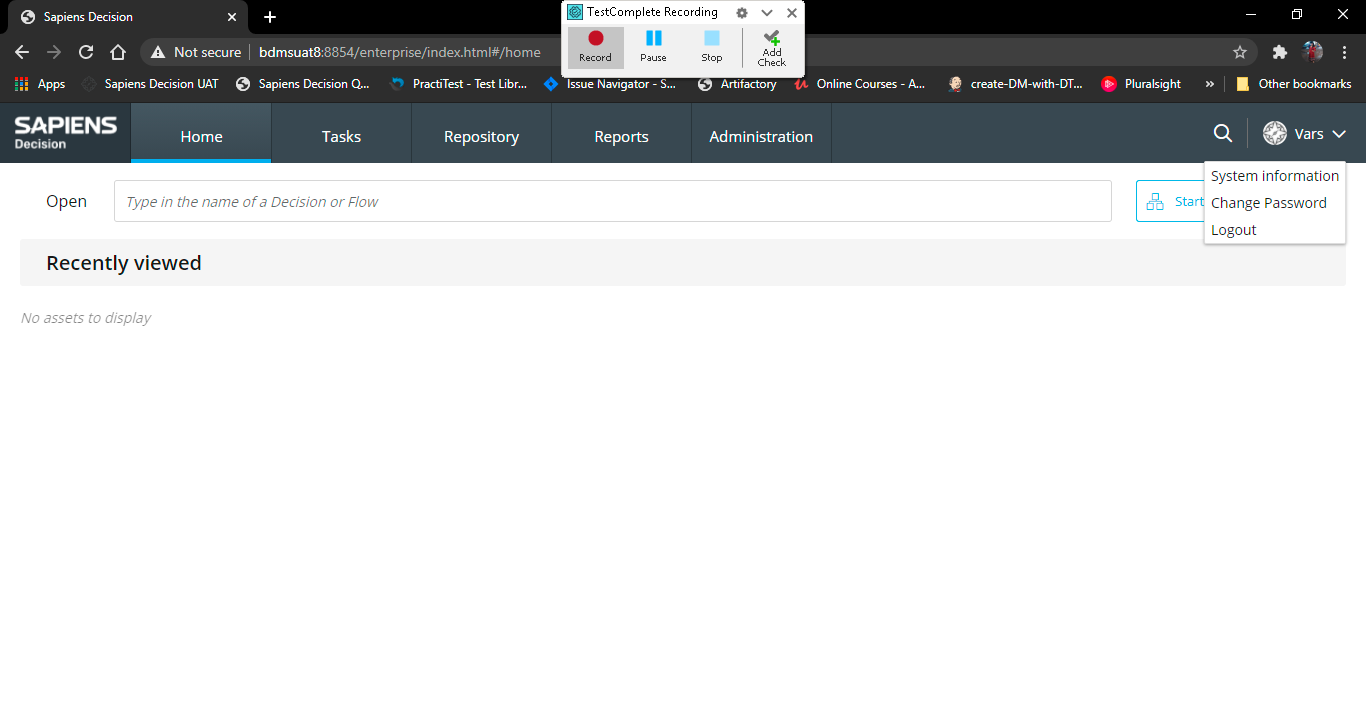 Sapiens Decision
TestComplete Recording
Record
Pause
Stop
Add
Check
Not secure
bdmsuat8:8854/enterprise/index.html#/home
Apps
Sapiens Decision UAT
Sapiens Decision Q...
PractiTest - Test Libr...
Issue Navigator - S...
Artifactory
Online Courses - A...
create-DM-with-DT...
Pluralsight
»
Other bookmarks
SAPIENS
Decision
Home
Tasks
Repository
Reports
Administration
Vars
System information
Change Password
Logout
Open
Type in the name of a Decision or Flow
Start
Recently viewed
No assets to display